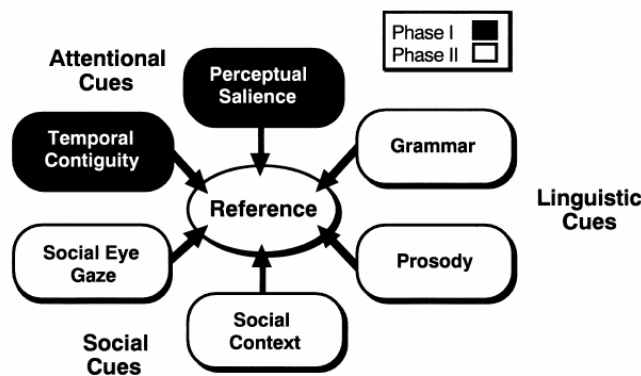 Phase I
Phase II
Attentional
Cues
Perceptual
Salience
Temporal
Contiguity
Grammar
Reference
Linguistic
Cues
Social Eye
Gaze
Prosody
Social
Context
Social
Cues